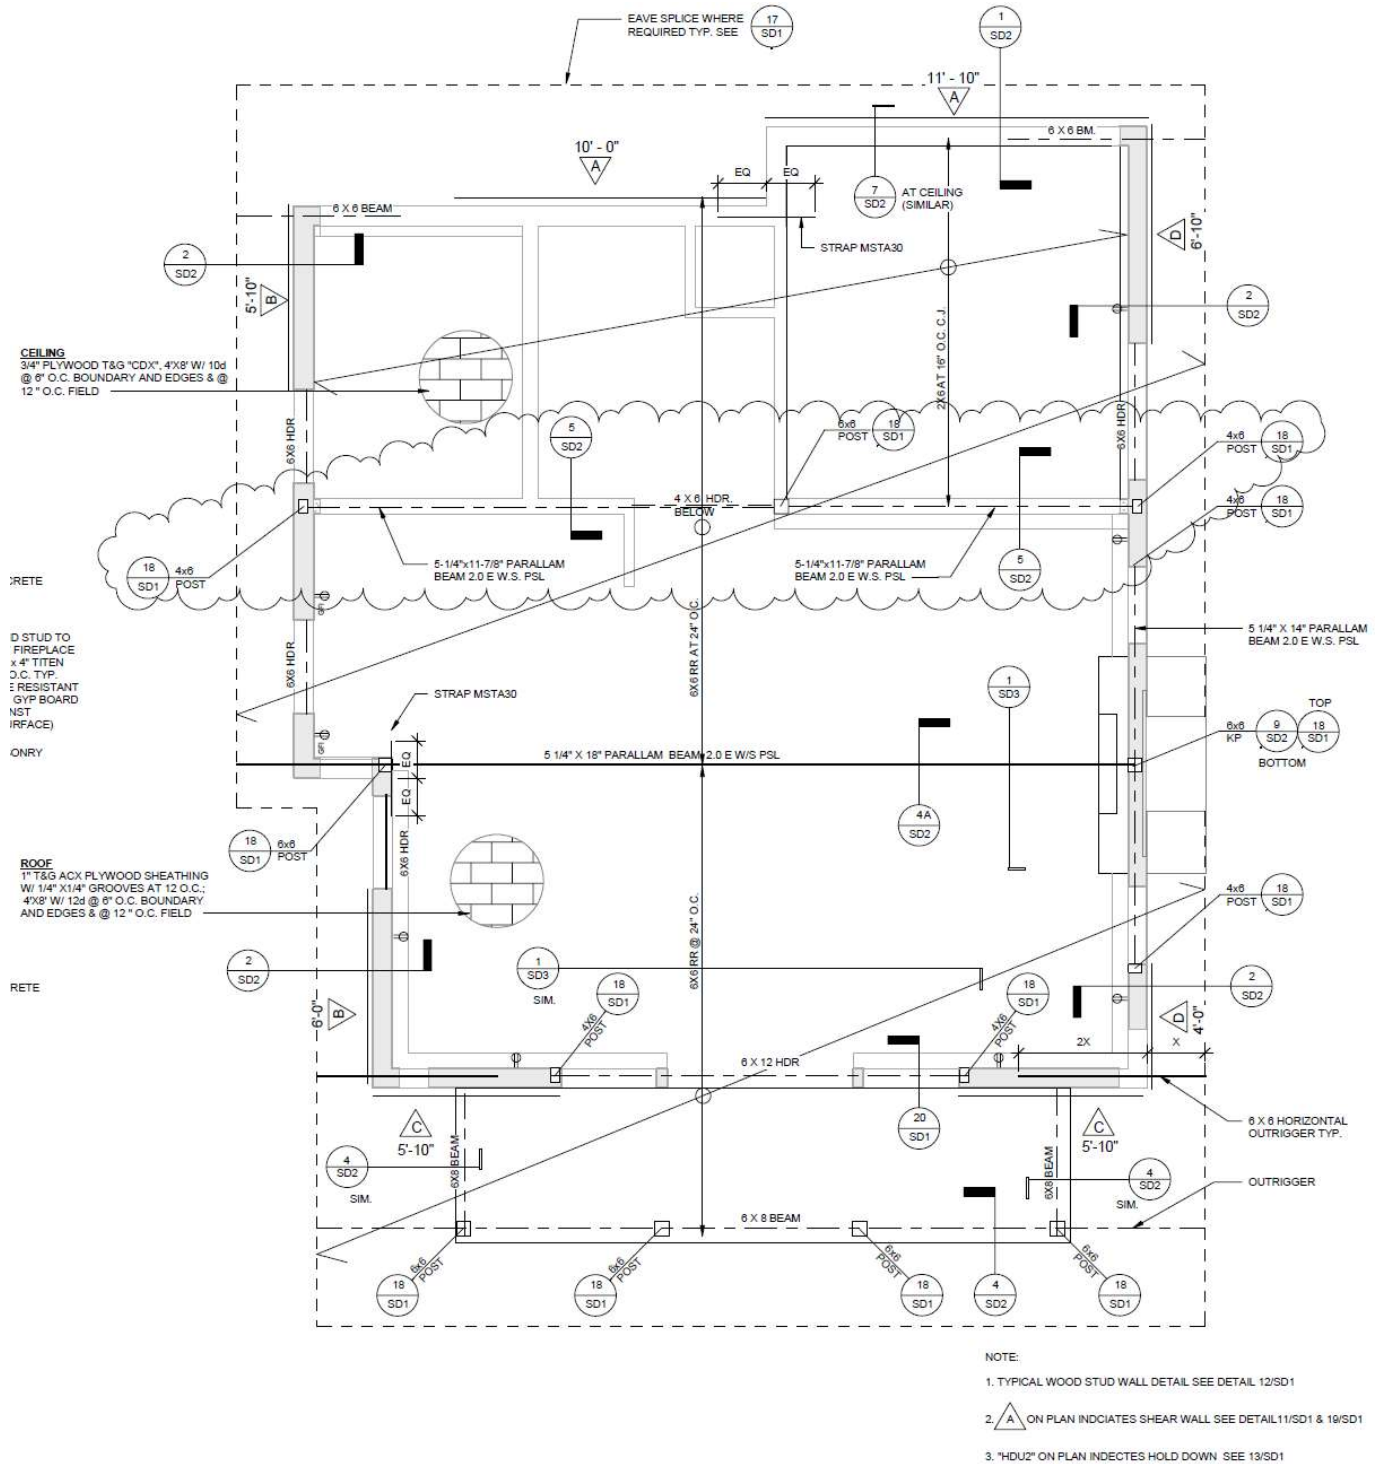 EAVE SPLICE WHERE
REQUIRED TYP. SEE
17
SD1
1
SD2
11' - 10"
A
6 X 6 BM.
10' - 0"
A
EQ
EQ
7
SD2
AT CEILING
(SIMILAR)
6 X 6 BEAM
STRAP MSTA30
D
6'-10"
2
SD2
5'-10"
B
2
SD2
CEILING
3/4" PLYWOOD T&G "CDX", 4'X8' W/ 10d
@ 6" O.C. BOUNDARY AND EDGES & @
12 " O.C. FIELD
2X6 AT 16" O.C. C.J.
6X6 HDR
5
SD2
6x6
POST
18
SD1
6X6 HDR
4x6
POST
18
SD1
4 X 6 HDR.
BELOW
4x6
POST
18
SD1
18
SD1
4x6
POST
5-1/4"x11-7/8" PARALLAM
BEAM 2.0 E W.S. PSL
5-1/4"x11-7/8" PARALLAM
BEAM 2.0 E W.S. PSL
5
SD2
CRETE
GFI
D STUD TO
FIREPLACE
x 4" TITEN
O.C. TYP.
E RESISTANT
GYP BOARD
NST
URFACE)
ONRY
6X6 HDR
6X6 RR AT 24" O.C.
5 1/4" X 14" PARALLAM
BEAM 2.0 E W.S. PSL
STRAP MSTA30
1
SD3
GFI
EQ
5 1/4" X 18" PARALLAM BEAM 2.0 E W/S PSL
TOP
6x6
KP
9
SD2
18
SD1
BOTTOM
EQ
4A
SD2
18
SD1
6x6
POST
6X6 HDR
ROOF
1" T&G ACX PLYWOOD SHEATHING
W/ 1/4" X1/4" GROOVES AT 12 O.C.;
4'X8' W/ 12d @ 6" O.C. BOUNDARY
AND EDGES & @ 12 " O.C. FIELD
4x6
POST
18
SD1
6X6 RR @ 24" O.C.
2
SD2
1
SD3
SIM.
18
SD1
4X6
POST
18
SD1
4X6
POST
2
SD2
RETE
6'-0"
B
D
4'-0"
2X
X
6 X 12 HDR
20
SD1
C
5'-10"
C
5'-10"
6 X 6 HORIZONTAL
OUTRIGGER TYP.
4
SD2
SIM.
6X8 BEAM
6X8 BEAM
4
SD2
SIM.
OUTRIGGER
6 X 8 BEAM
6x6
POST
18
SD1
6x6
POST
18
SD1
6x6
POST
18
SD1
4
SD2
6x6
POST
18
SD1
NOTE:
1. TYPICAL WOOD STUD WALL DETAIL SEE DETAIL 12/SD1
2. A ON PLAN INDCIATES SHEAR WALL SEE DETAIL11/SD1 & 19/SD1
3. "HDU2" ON PLAN INDECTES HOLD DOWN SEE 13/SD1